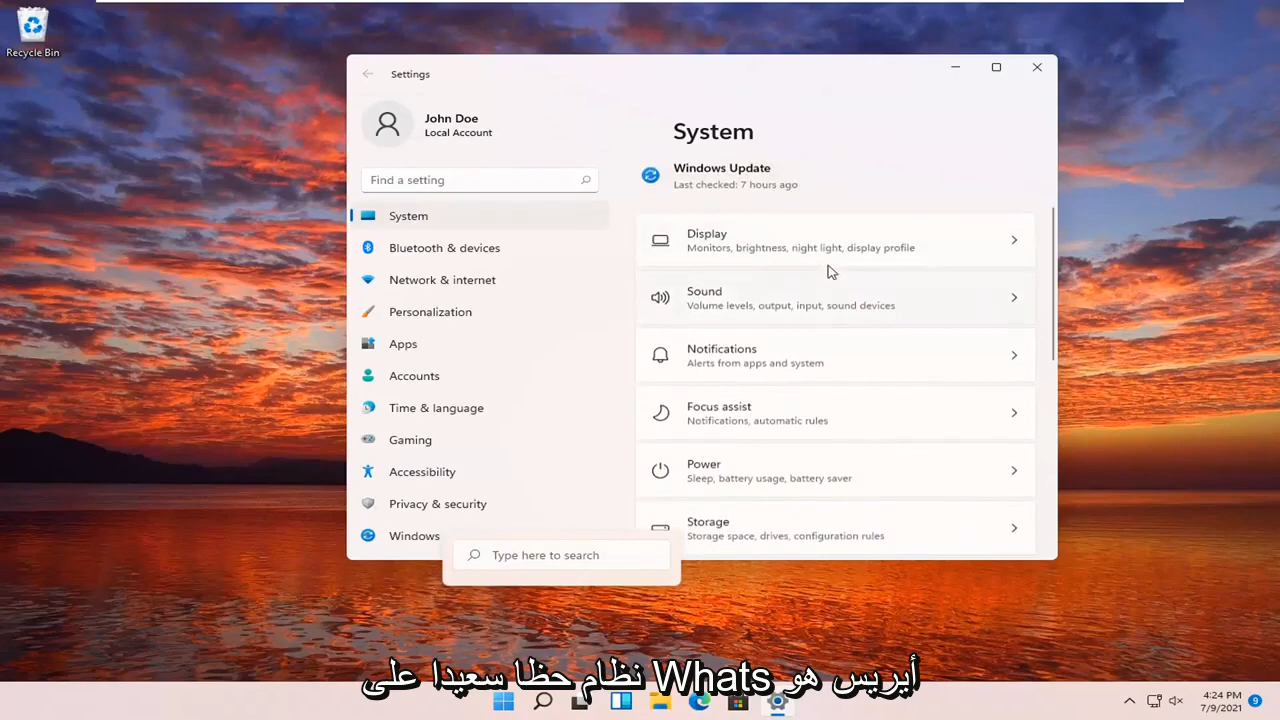 Recycle Bin
Settings
John Doe
Local Account
Find a setting
System
Bluetooth & devices
Network & internet
Personalization
Apps
Accounts
Time & language
Gaming
Accessibility
Privacy & security
Windows
System
Windows Update
Last checked: 7 hours ago
Display
Monitors, brightness, night light, display profile
Sound
Volume levels, output, input, sound devices
Notifications
Alerts from apps and system
Focus assist
Notifications, automatic rules
Power
Sleep, battery usage, battery saver
Storage
Storage space, drives, configuration rules
Type here to search
أيريس هو Whats نظام حظا سعيدا على
4:24 PM
7/9/2021
9